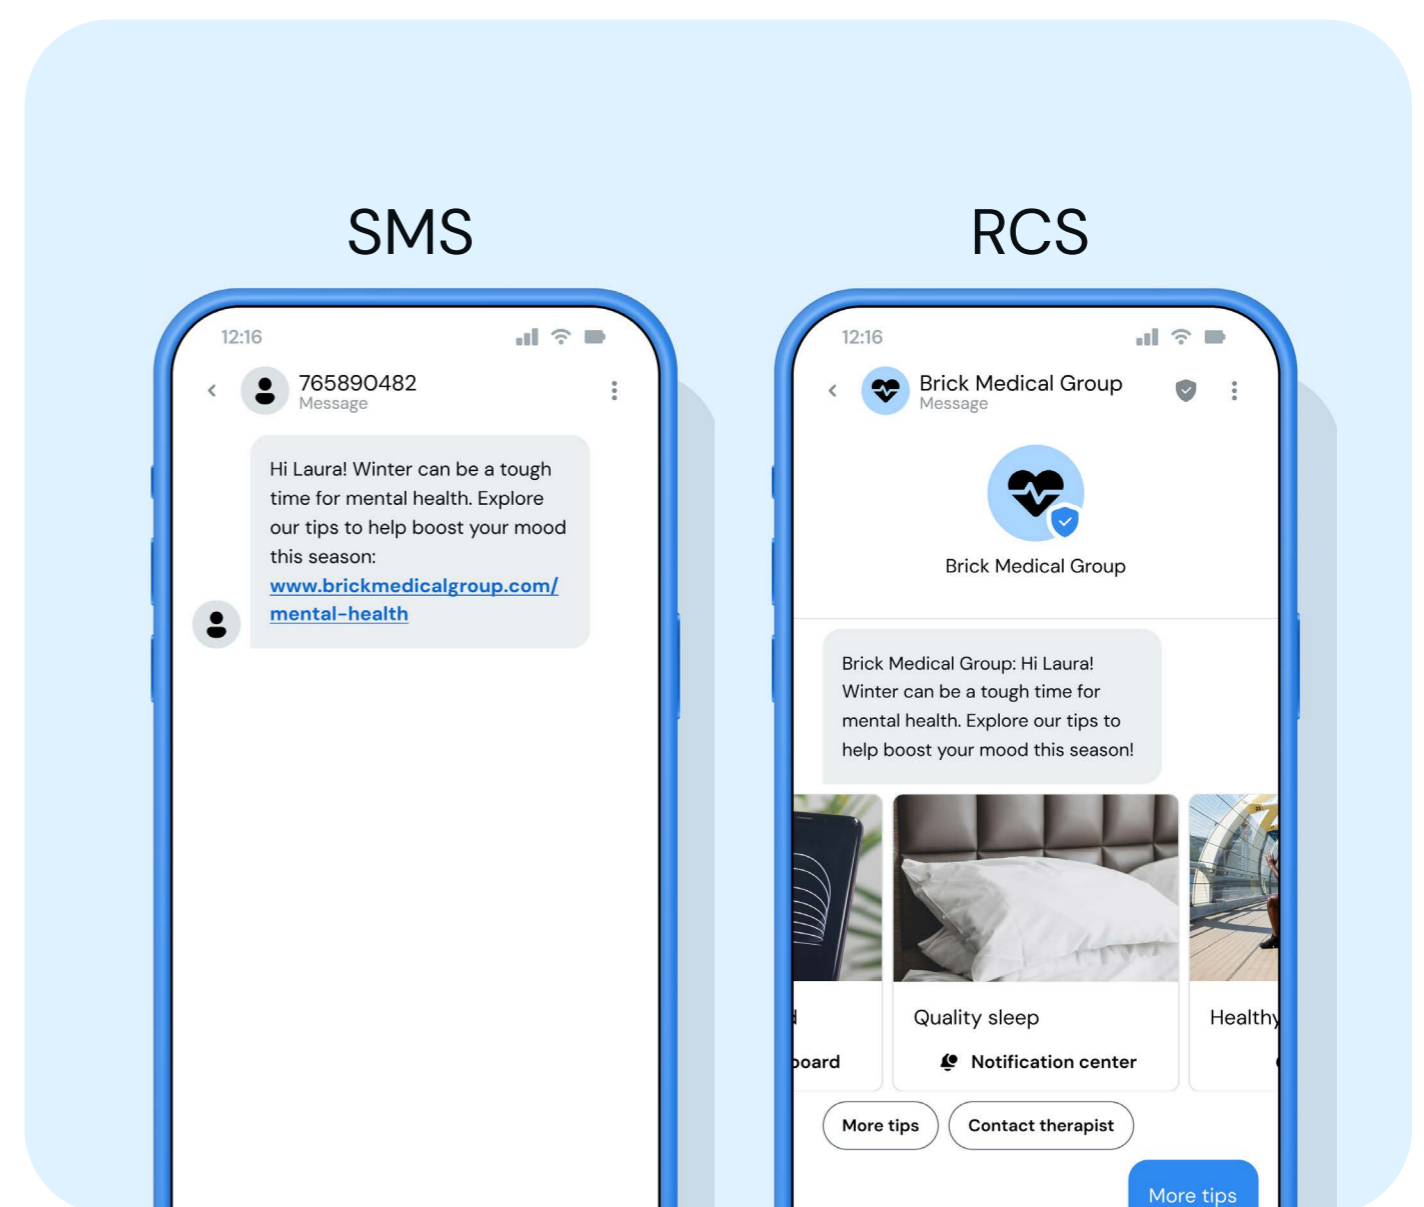 SMS
12:16
765890482
Message
Hi Laura! Winter can be a tough
time for mental health. Explore
our tips to help boost your mood
this season:
www.brickmedicalgroup.com/
mental-health
RCS
12:16
Brick Medical Group
Message
Brick Medical Group
Brick Medical Group: Hi Laura!
Winter can be a tough time for
mental health. Explore our tips to
help boost your mood this season!
Quality sleep
Healthy
Notification center
More tips
Contact therapist
More tips